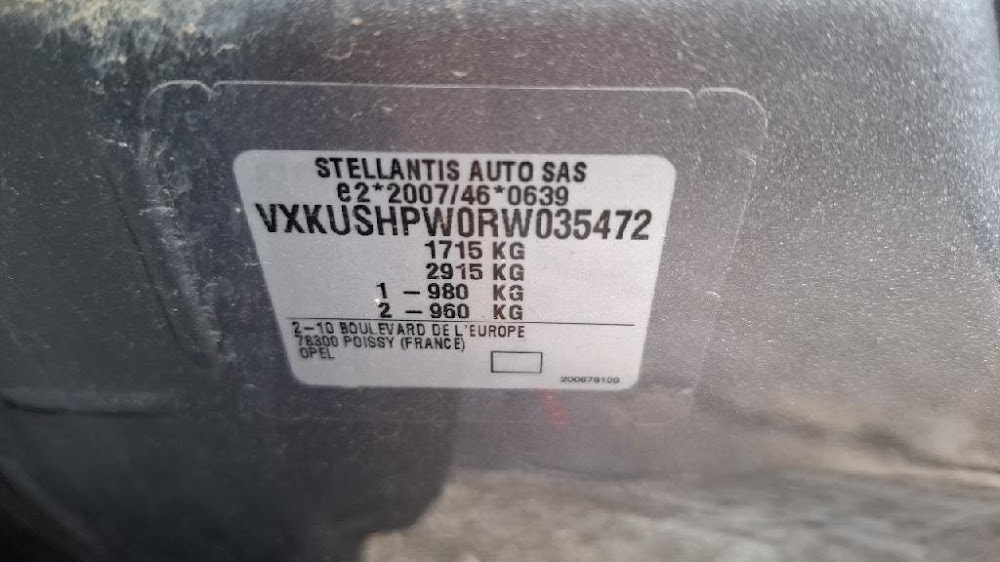 STELLANTIS AUTO SAS
e2*2007/46*0639
VXKUSHPW0RW035472
1715 KG
2915 KG
1 - 980 KG
2 - 960 KG
2-10 BOULEVARD DE L'EUROPE
78300 POISSY (FRANCE)
OPEL